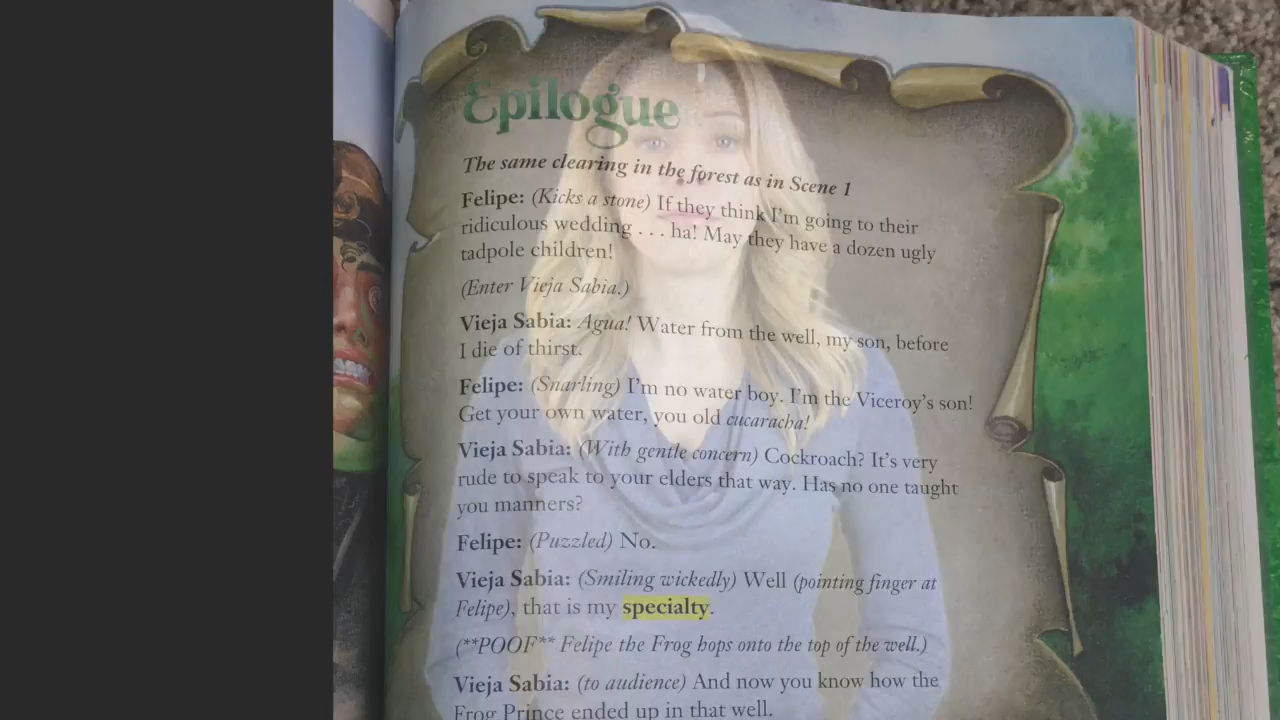 Epilogue
The same clearing in the forest as in Scene 1
Felipe: (Kicks a stone) If they think I'm going to their
ridiculous wedding . . . ha! May they have a dozen ugly
tadpole children!
(Enter Vieja Sabia.)
Vieja Sabia: Agua! Water from the well, my son, before
I die of thirst.
Felipe: (Snarling) I'm no water boy. I'm the Viceroy's son!
Get your own water, you old cucaracha!
Vieja Sabia: (With gentle concern) Cockroach? It's very
rude to speak to your elders that way. Has no one taught
you manners?
Felipe: (Puzzled) No.
Vieja Sabia: (Smiling wickedly) Well (pointing finger at
Felipe), that is my specialty.
(**POOF** Felipe the Frog hops onto the top of the well.)
Vieja Sabia: (to audience) And now you know how the
Frog Prince ended up in that well.